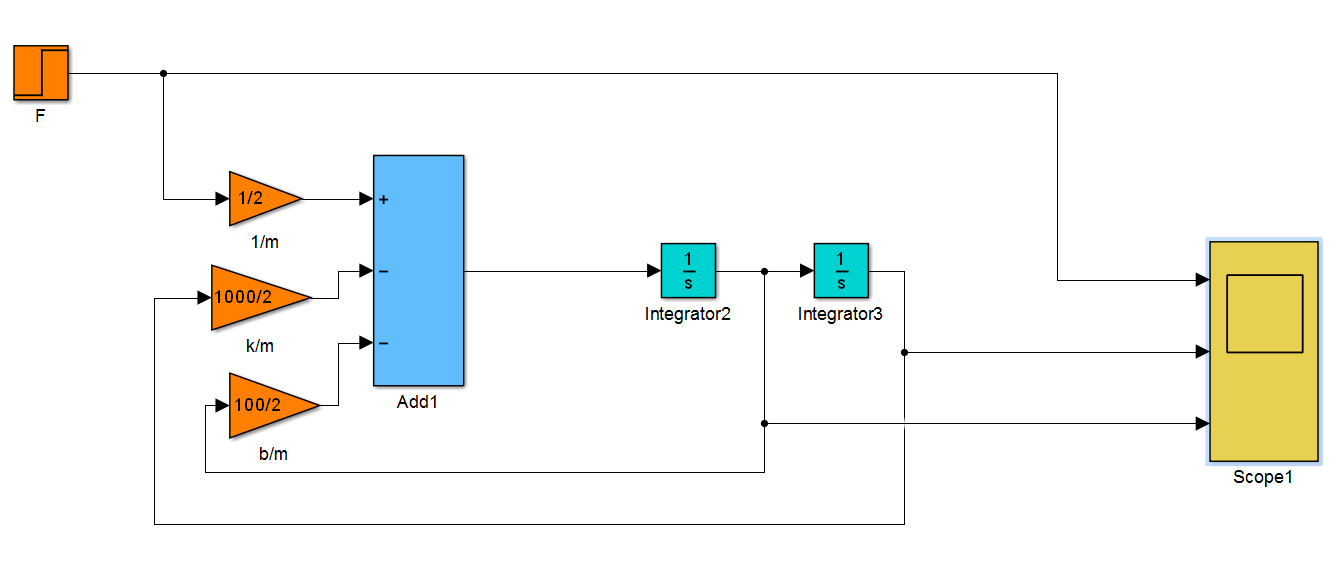 F
1/2
+
1/m
1000/2
−
k/m
−
100/2
b/m
Add1
1
s
Integrator2
1
s
Integrator3
Scope1